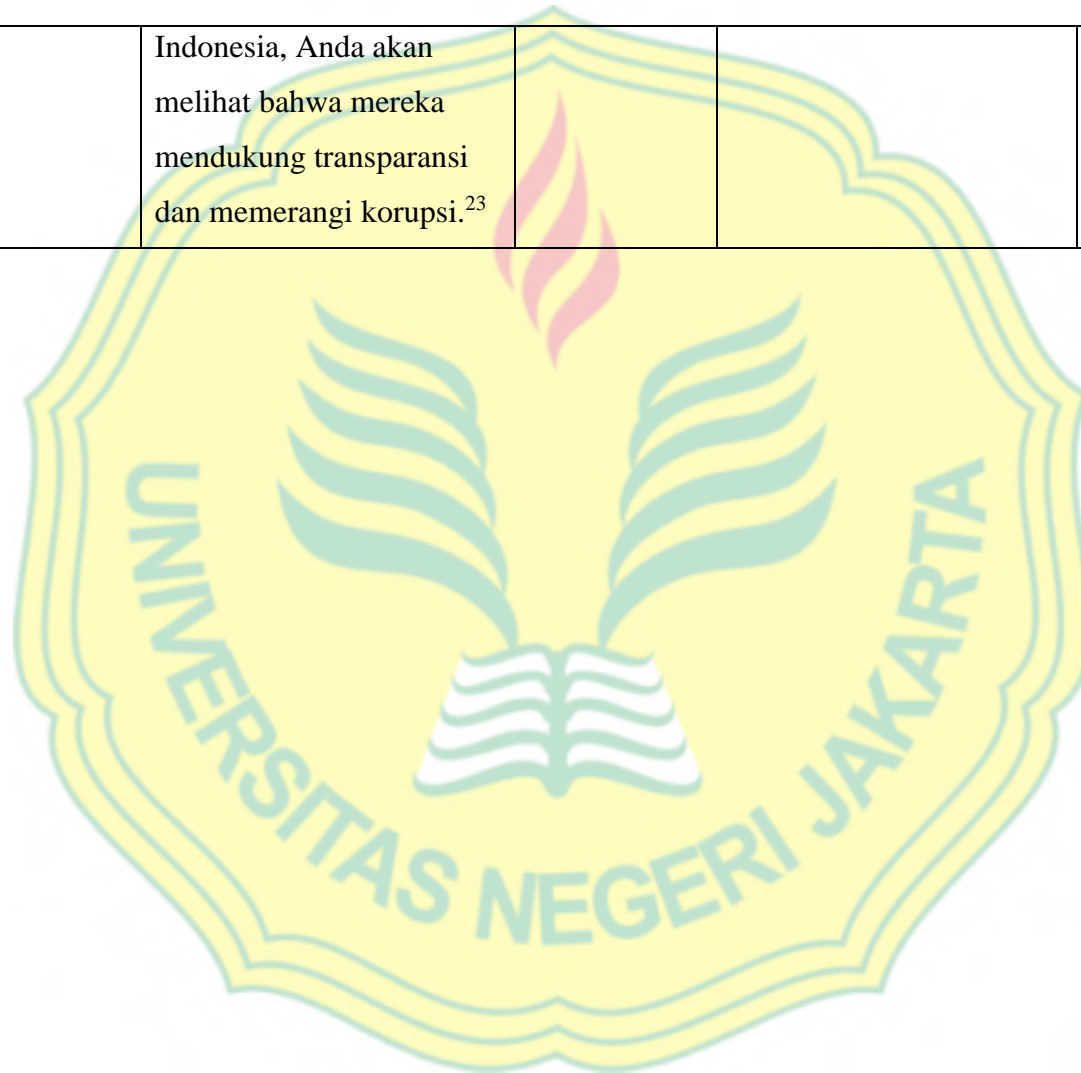 Indonesia, Anda akan
melihat bahwa mereka
mendukung transparansi
dan memerangi korupsi.23
UNIVERSITAS NEGERI JAKARTA